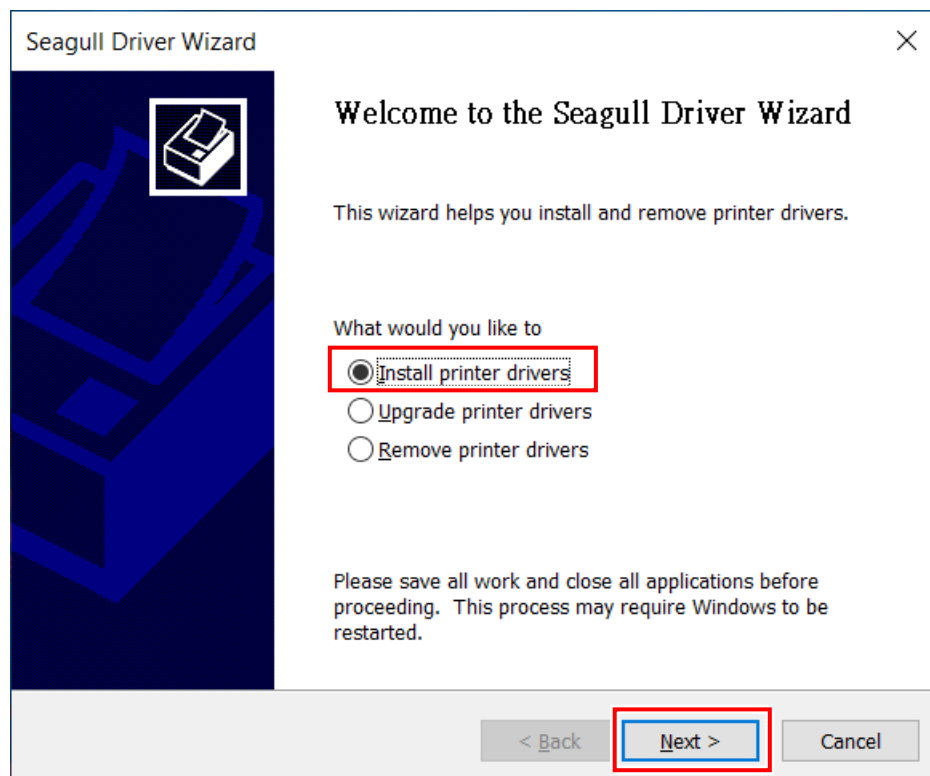 Seagull Driver Wizard
Welcome to the Seagull Driver Wizard
This wizard helps you install and remove printer drivers.
What would you like to
Install printer drivers
Upgrade printer drivers
Remove printer drivers
Please save all work and close all applications before
proceeding.  This process may require Windows to be
restarted.
< Back
Next >
Cancel